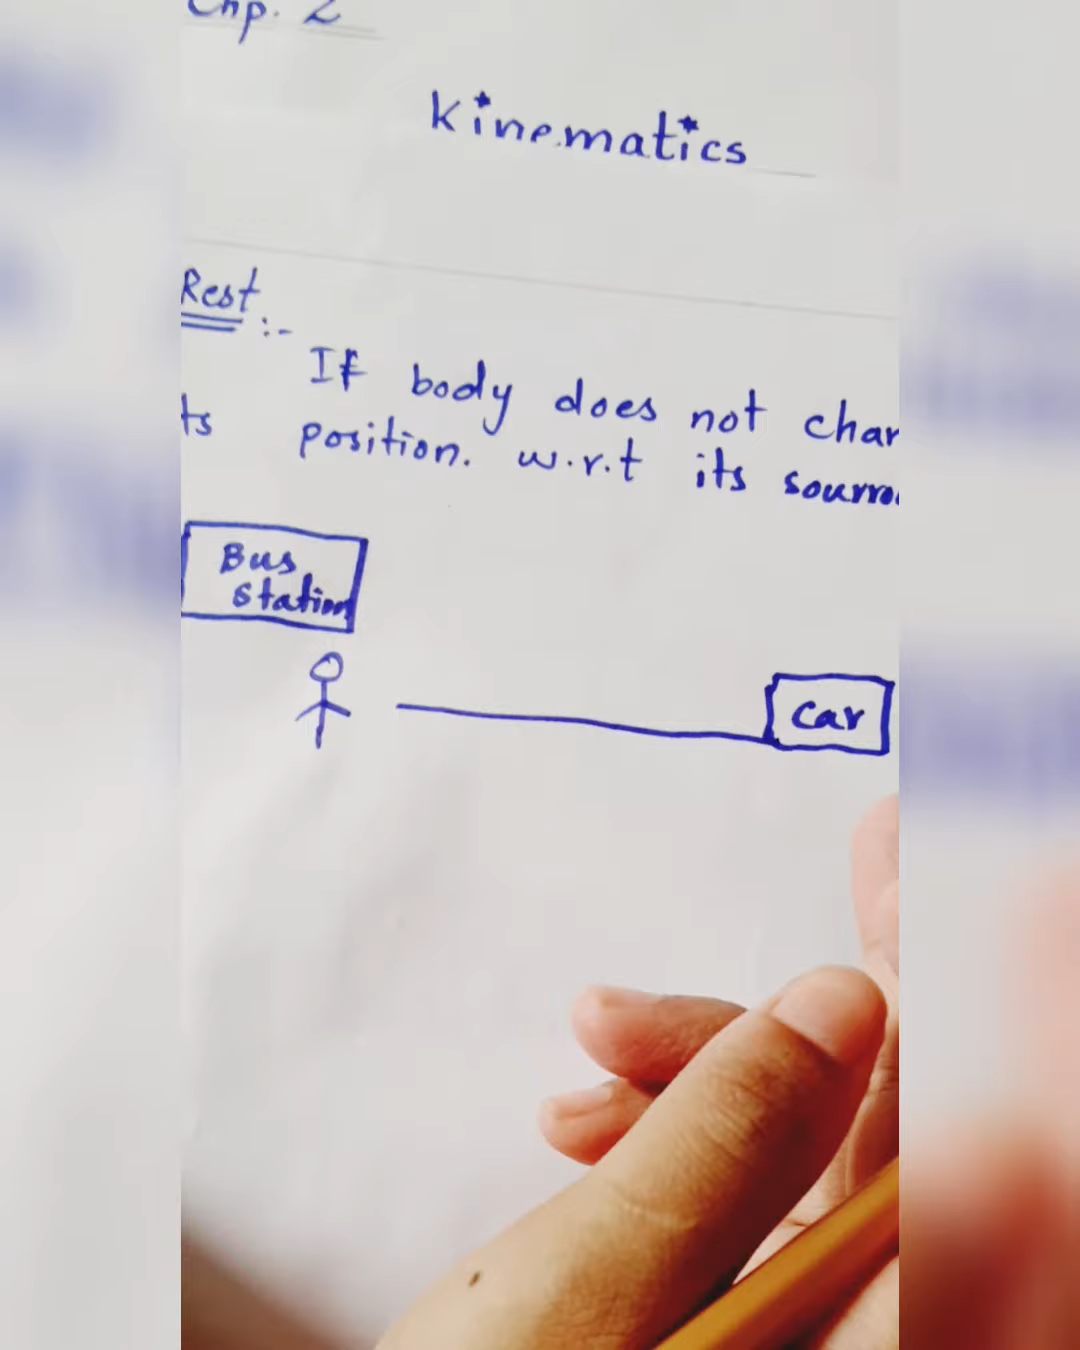 Chp. 2
Kinematics
Rest :-
If body does not char
ts position. w.r.t its sourro
Bus
station
Car